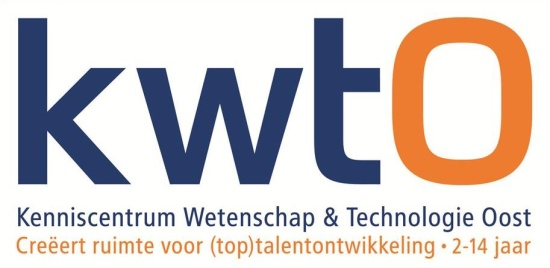 kwtO
Kenniscentrum Wetenschap & Technologie Oost
Creëert ruimte voor (top)talentontwikkeling • 2-14 jaar